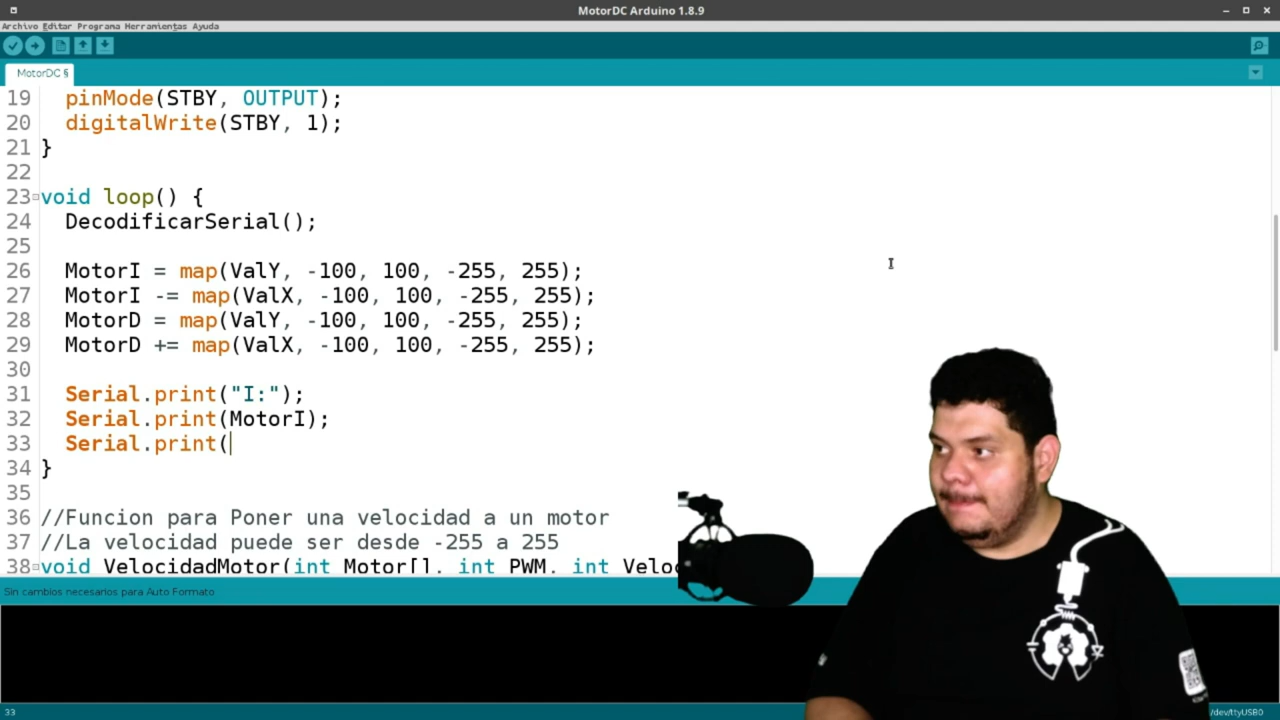 MotorDC Arduino 1.8.9
Archivo Editar Programa Herramientas Ayuda
MotorDC §
19 pinMode(STBY, OUTPUT);
20 digitalWrite(STBY, 1);
21 }
22
23 void loop() {
24 DecodificarSerial();
25
26 MotorI = map(ValY, -100, 100, -255, 255);
27 MotorI -= map(ValX, -100, 100, -255, 255);
28 MotorD = map(ValY, -100, 100, -255, 255);
29 MotorD += map(ValX, -100, 100, -255, 255);
30
31 Serial.print("I:");
32 Serial.print(MotorI);
33 Serial.print(
34 }
35
36 //Funcion para Poner una velocidad a un motor
37 //La velocidad puede ser desde -255 a 255
38 void VelocidadMotor(int Motor[], int PWM, int Veloc
Sin cambios necesarios para Auto Formato
33
/dev/ttyUSB0